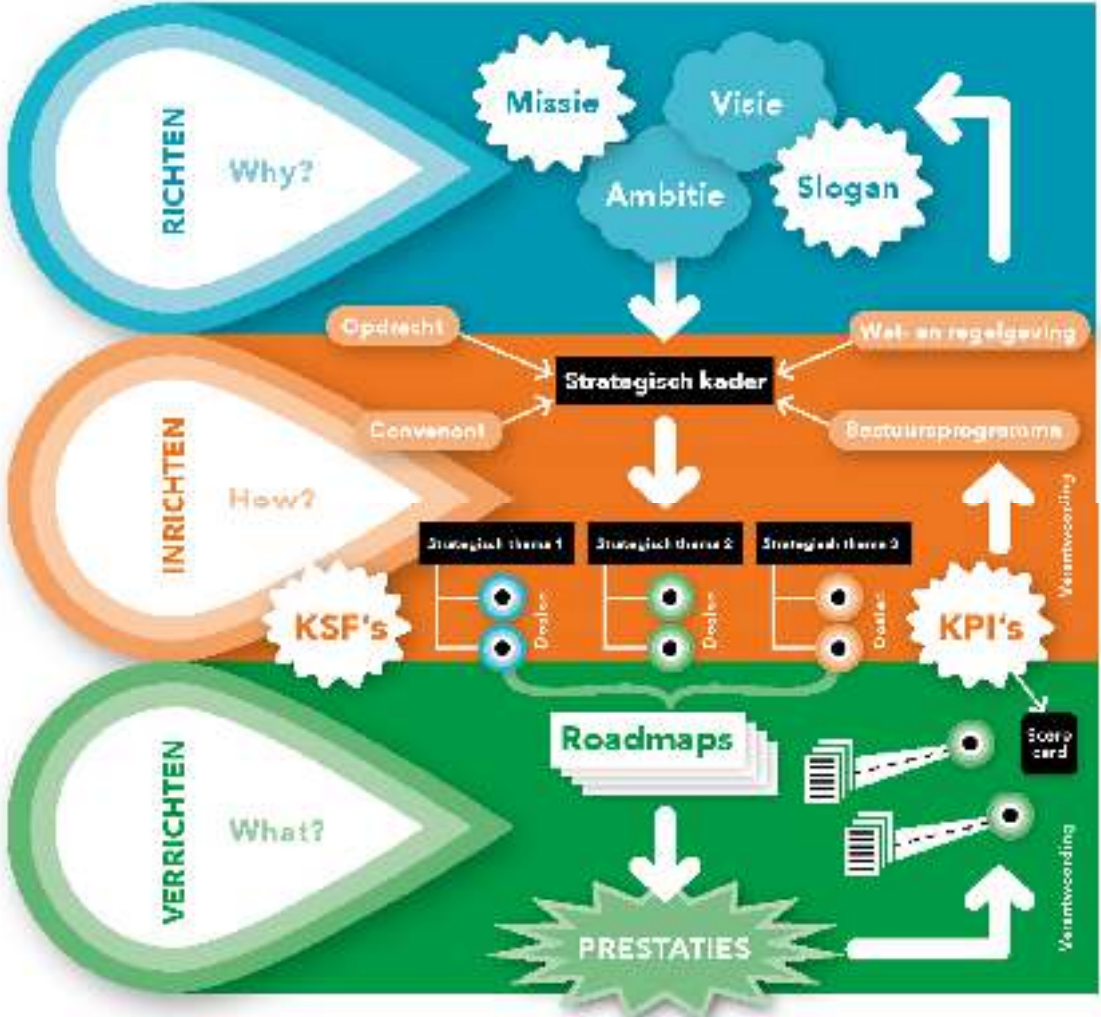 RICHTEN
Why?
Missie
Visie
Ambitie
Slogan
Opdracht
Wet- en regelgeving
Strategisch kader
Convenant
Bestuursprogramma
INRICHTEN
How?
Verantwoording
Strategisch thema 1
Strategisch thema 2
Strategisch thema 3
KSF's
Doelen
Doelen
Doelen
KPI's
VERRICHTEN
What?
Roadmaps
Score
card
Verantwoording
PRESTATIES